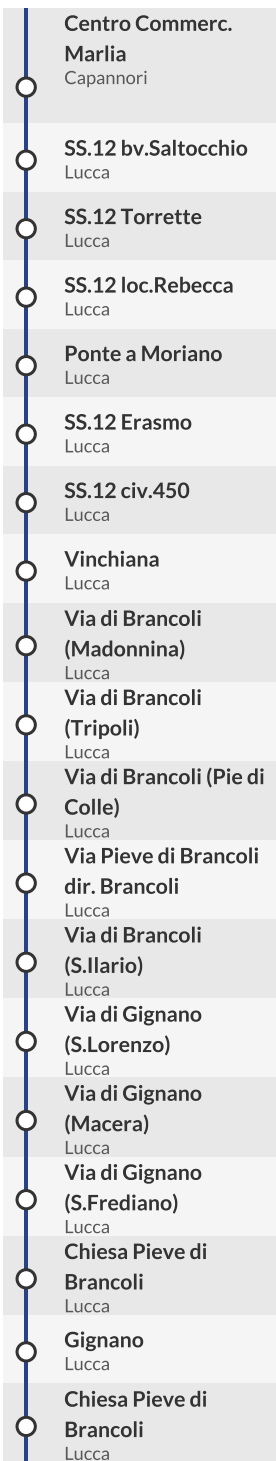 Centro Commerc.
Marlia
Capannori
SS.12 bv.Saltocchio
Lucca
SS.12 Torrette
Lucca
SS.12 loc.Rebecca
Lucca
Ponte a Moriano
Lucca
SS.12 Erasmo
Lucca
SS.12 civ.450
Lucca
Vinchiana
Lucca
Via di Brancoli
(Madonnina)
Lucca
Via di Brancoli
(Tripoli)
Lucca
Via di Brancoli (Pie di
Colle)
Lucca
Via Pieve di Brancoli
dir. Brancoli
Lucca
Via di Brancoli
(S.Ilario)
Lucca
Via di Gignano
(S.Lorenzo)
Lucca
Via di Gignano
(Macera)
Lucca
Via di Gignano
(S.Frediano)
Lucca
Chiesa Pieve di
Brancoli
Lucca
Gignano
Lucca
Chiesa Pieve di
Brancoli
Lucca